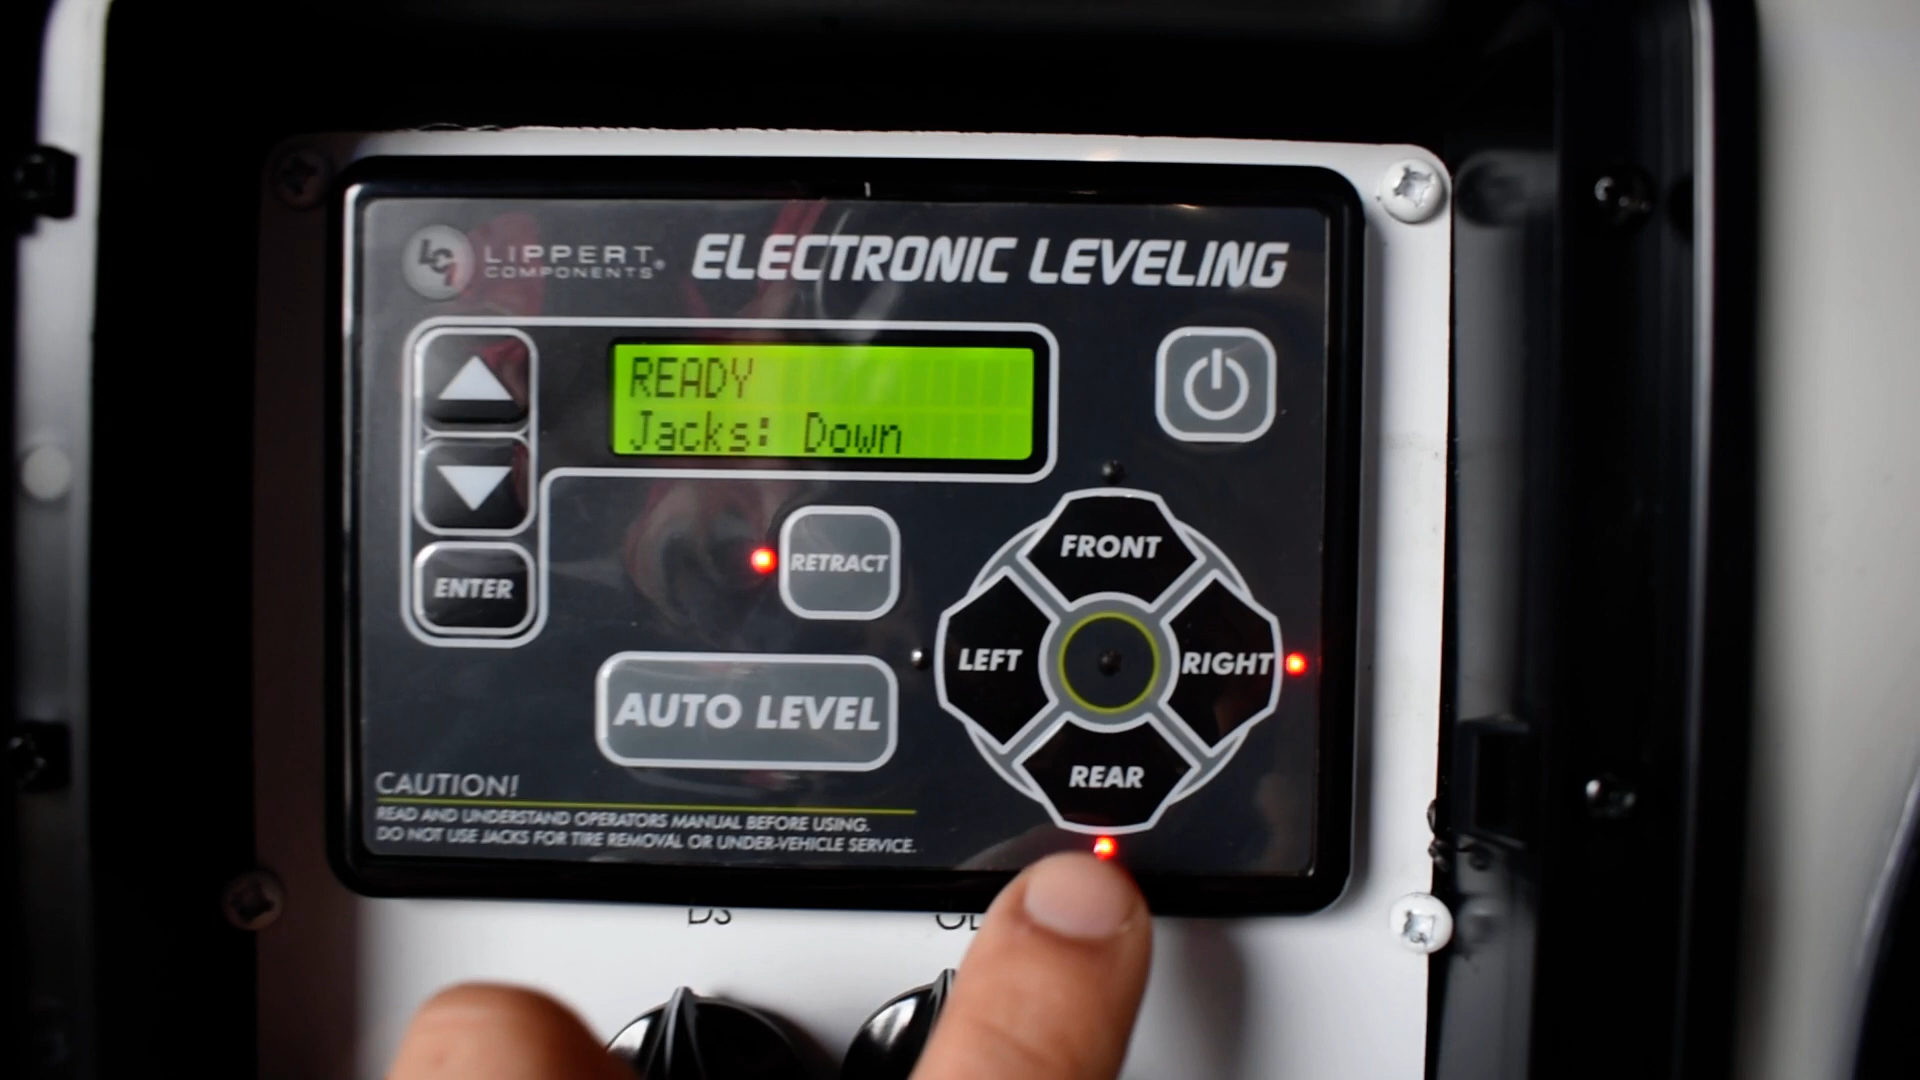 LCI LIPPERT COMPONENTS® ELECTRONIC LEVELING
READY
Jacks: Down
ENTER
RETRACT
AUTO LEVEL
FRONT
LEFT
RIGHT
REAR
CAUTION!
READ AND UNDERSTAND OPERATORS MANUAL BEFORE USING.
DO NOT USE JACKS FOR TIRE REMOVAL OR UNDER-VEHICLE SERVICE.